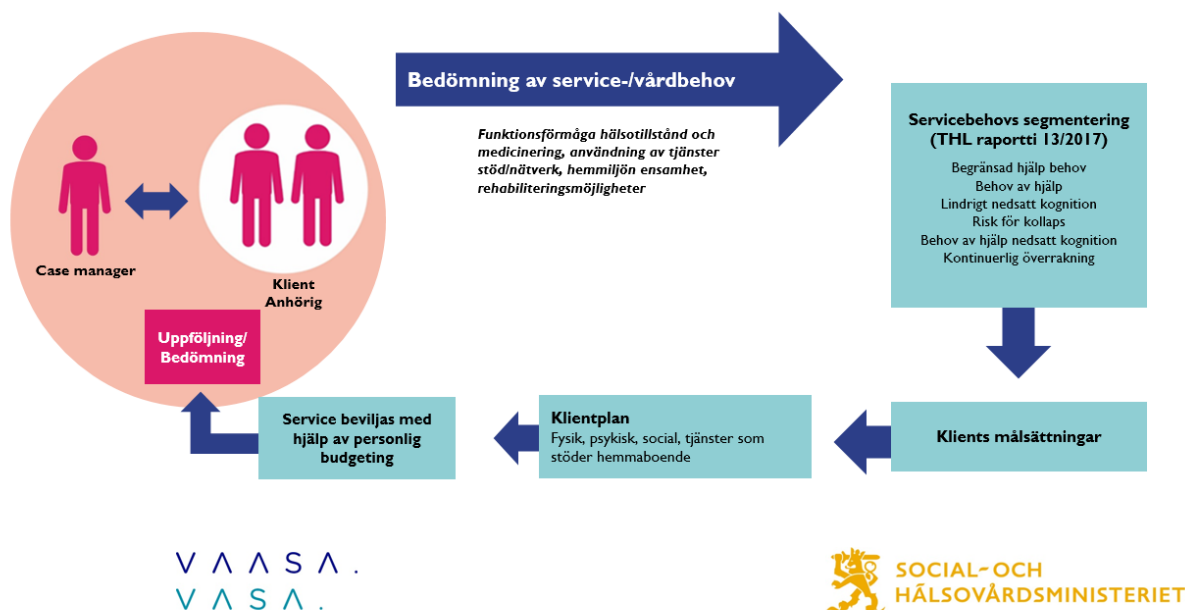 Bedömning av service-/vårdbehov
Funktionsförmåga hälsotillstånd och
medicinering, användning av tjänster
stöd/nätverk, hemmiljön ensamhet,
rehabiliteringsmöjligheter
Servicebehovs segmentering
(THL raportti 13/2017)
Begränsad hjälp behov
Behov av hjälp
Lindrigt nedsatt kognition
Risk för kollaps
Behov av hjälp nedsatt kognition
Kontinuerlig överrakning
Case manager
Klient
Anhörig
Uppföljning/
Bedömning
Service beviljas med
hjälp av personlig
budgeting
Klientplan
Fysik, psykisk, social, tjänster som
stöder hemmaboende
Klients målsättningar
VAASA.
VASA.
SOCIAL- OCH
HÄLSOVÅRDSMINISTERIET